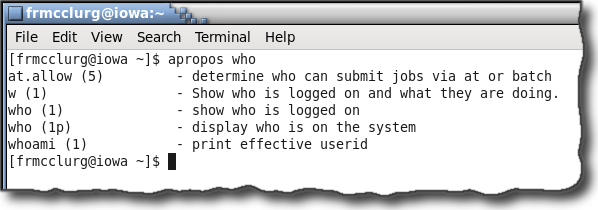 frmcclurg@iowa:~
File Edit View Search Terminal Help
[frmcclurg@iowa ~]$ apropos who
at.allow (5)         - determine who can submit jobs via at or batch
w (1)                - Show who is logged on and what they are doing.
who (1)              - show who is logged on
who (1p)             - display who is on the system
whoami (1)           - print effective userid
[frmcclurg@iowa ~]$